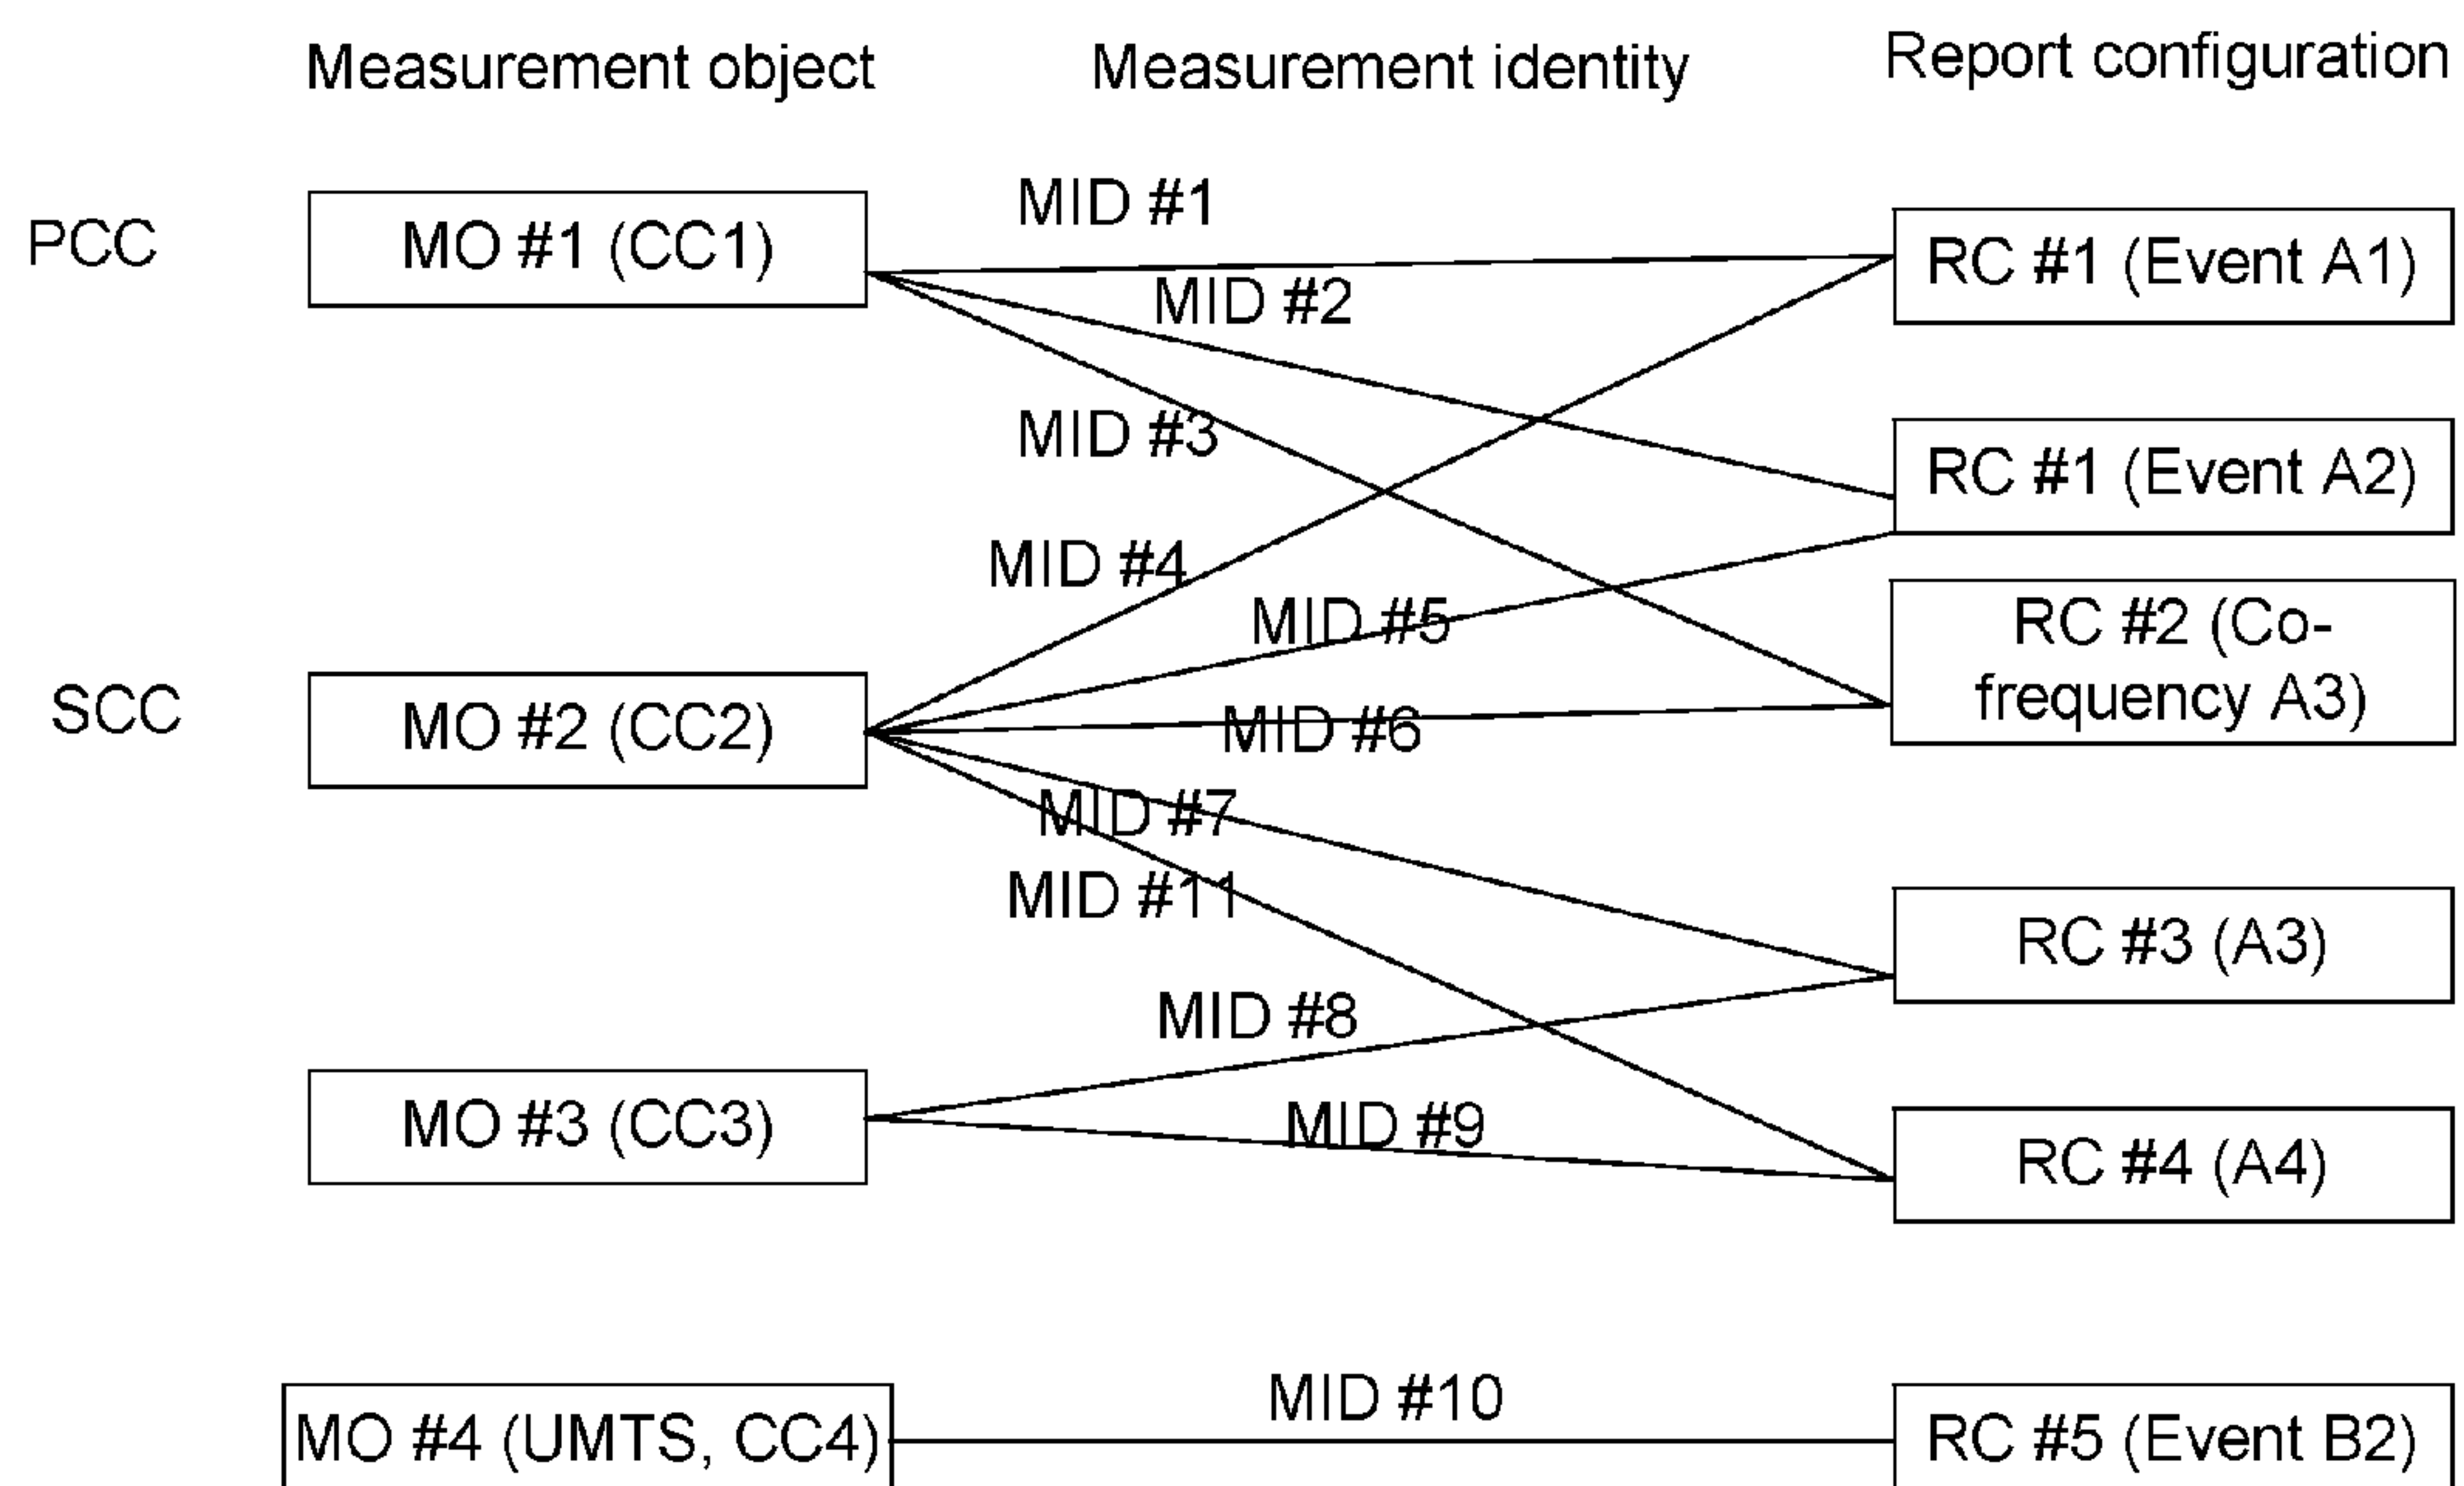 Measurement object
Measurement identity
Report configuration
PCC
MO #1 (CC1)
MID #1
RC #1 (Event A1)
MID #2
MID #3
RC #1 (Event A2)
MID #4
MID #5
RC #2 (Co-
frequency A3)
SCC
MO #2 (CC2)
MID #6
MID #7
MID #11
RC #3 (A3)
MID #8
MO #3 (CC3)
MID #9
RC #4 (A4)
MO #4 (UMTS, CC4)
MID #10
RC #5 (Event B2)